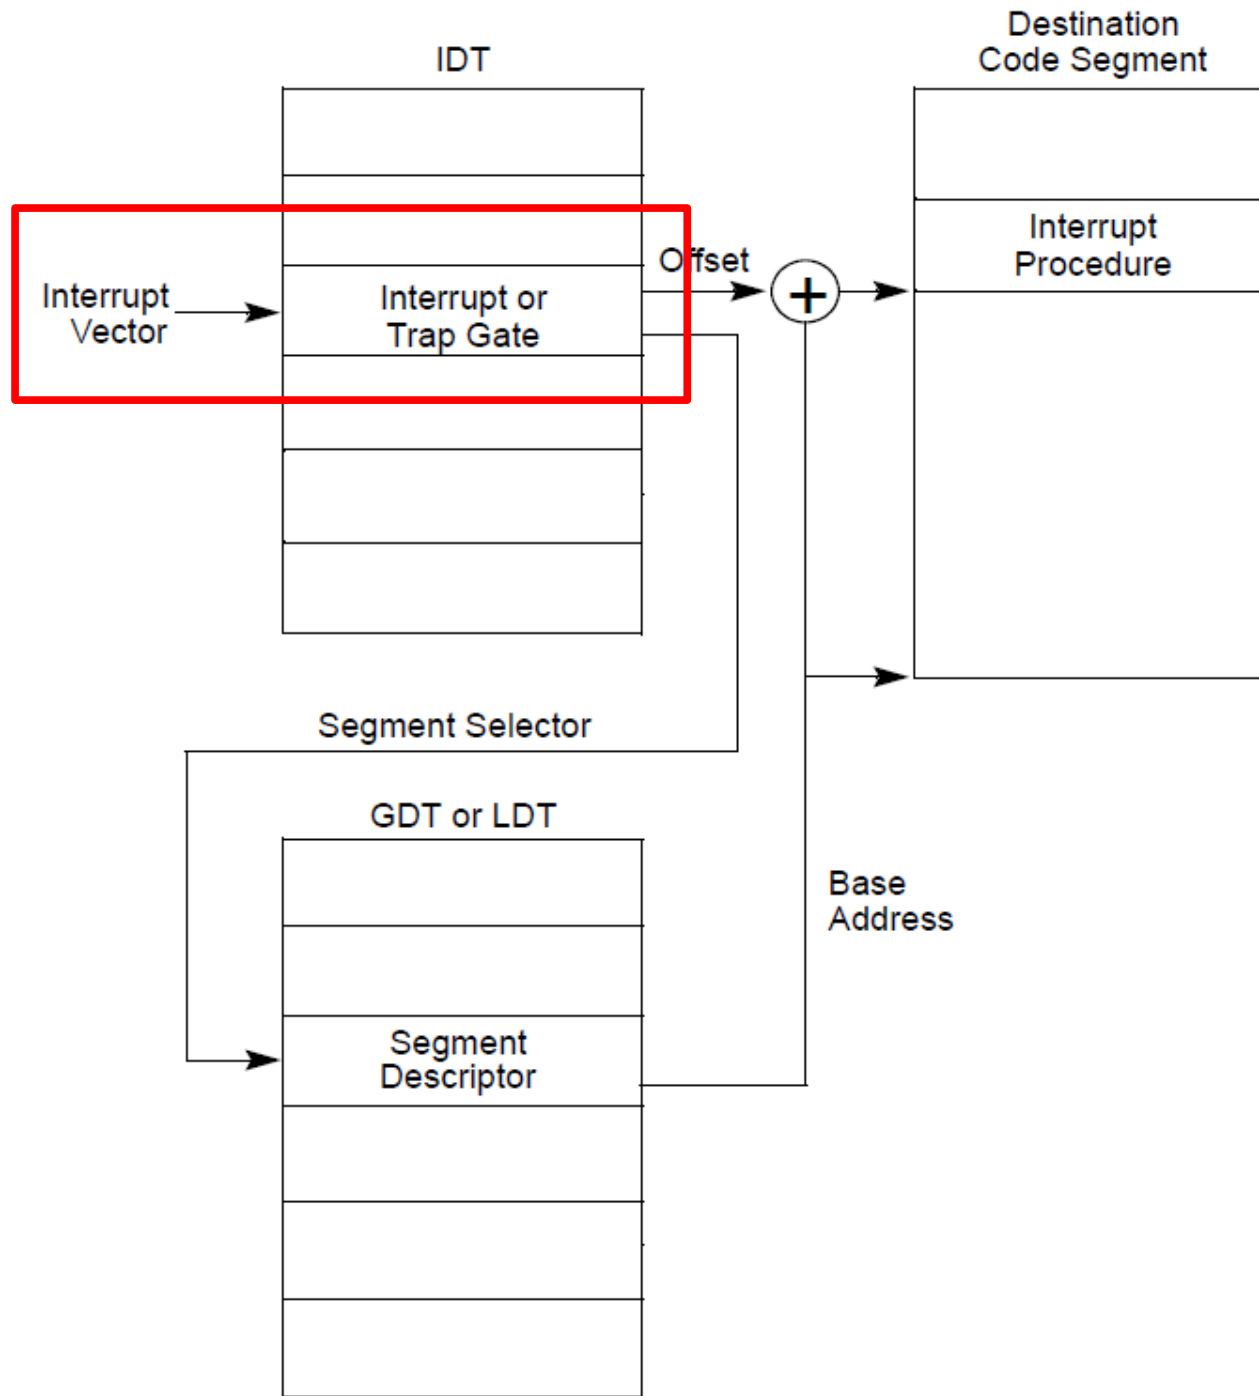 IDT
Destination
Code Segment
Interrupt
Vector
Interrupt or
Trap Gate
Offset
+
Interrupt
Procedure
Segment Selector
GDT or LDT
Segment
Descriptor
Base
Address